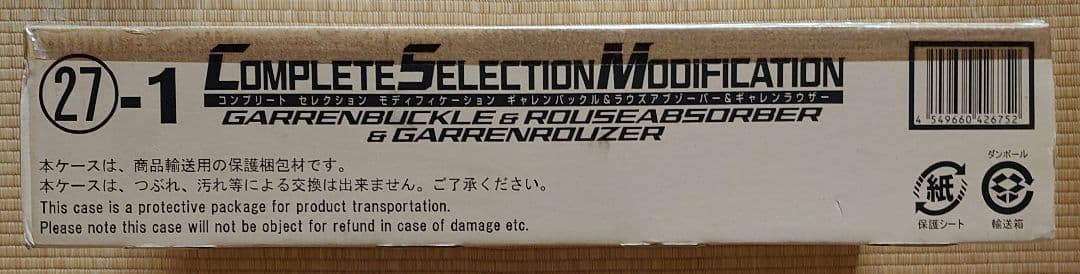 27-1
COMPLETE SELECTION MODIFICATION
コンプリート セレクション モディフィケーション ギャレンバックル&ラウズアブゾーバー&ギャレンラウザー
GARRENBUCKLE & ROUSEABSORBER
& GARRENROUZER
本ケースは、商品輸送用の保護梱包材です。
本ケースは、つぶれ、汚れ等による交換は出来ません。ご了承ください。
This case is a protective package for product transportation.
Please note this case will not be object for refund in case of damage etc.
4 549660 426752
紙
保護シート
ダンボール
輸送箱